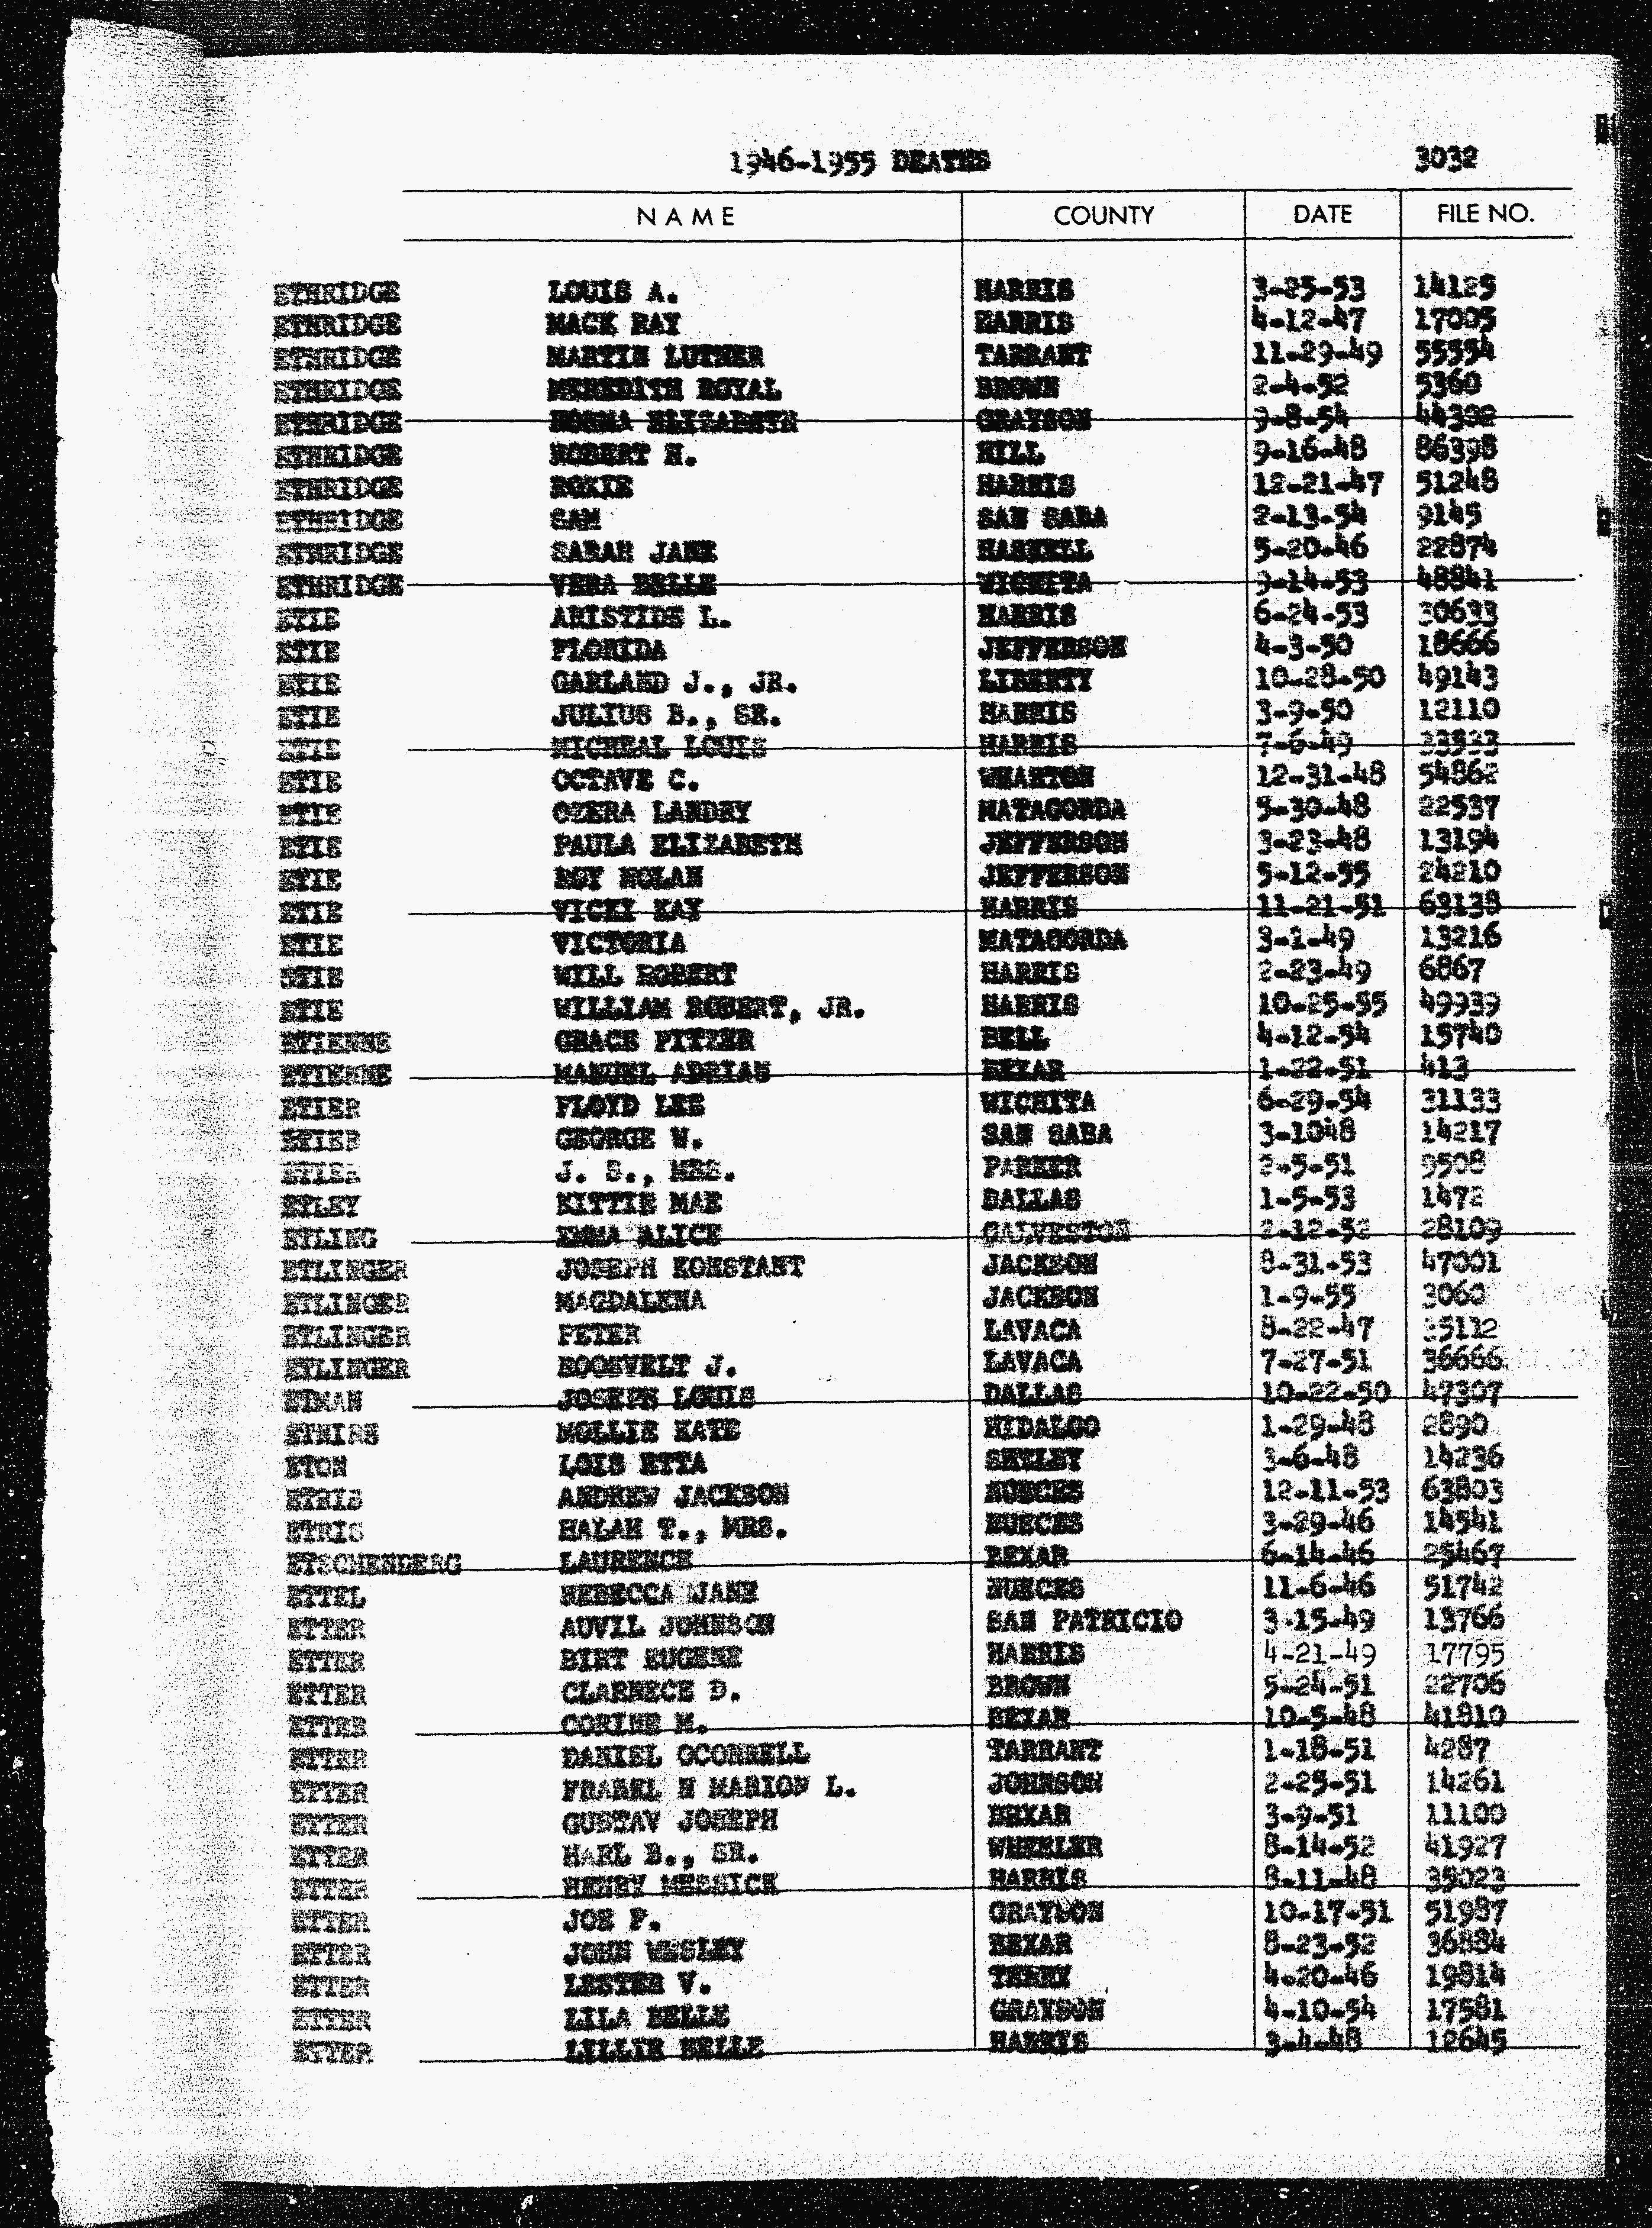 1946-1955 DEATHS 3032
NAME COUNTY DATE FILE NO.
ETHRIDGE LOUIS A. HARRIS 3-25-53 14125
ETHRIDGE MACK RAY HARRIS 4-12-47 17005
ETHRIDGE MARTIN LUTHER TARRANT 11-29-49 55554
ETHRIDGE MEREDITH ROYAL BROWN 2-4-52 5360
ETHRIDGE NORMA ELIZABETH GRAYSON 9-8-54 44302
ETHRIDGE ROBERT H. HILL 9-16-48 86398
ETHRIDGE ROXIE HARRIS 12-21-47 51248
ETHRIDGE SAM SAN SABA 2-13-54 9145
ETHRIDGE SARAH JANE HASKELL 5-20-46 22874
ETHRIDGE VERA BELLE WICHITA 9-14-53 48841
ETIE ARISTIDE L. HARRIS 6-24-53 30633
ETIE FLORIDA JEFFERSON 4-3-50 18666
ETIE GARLAND J., JR. LIBERTY 10-28-50 49143
ETIE JULIUS B., SR. HARRIS 3-9-50 12110
ETIE MICHEAL LOUIS HARRIS 7-6-49 33523
ETIE OCTAVE C. WHARTON 12-31-48 54862
ETIE OZERA LANDRY MATAGORDA 5-30-48 22537
ETIE PAULA ELIZABETH JEFFERSON 3-23-48 13194
ETIE ROY NOLAN JEFFERSON 5-12-55 24210
ETIE VICKI KAY HARRIS 11-21-51 63138
ETIE VICTORIA MATAGORDA 3-1-49 13216
ETIE WILL ROBERT HARRIS 2-23-49 6867
ETIE WILLIAM ROBERT, JR. HARRIS 10-25-55 49939
ETIENNE GRACE PITZER BELL 4-12-54 15740
ETIENNE MANUEL ADRIAN BEXAR 1-22-51 413
ETIER FLOYD LEE WICHITA 6-29-54 31133
ETIER GEORGE W. SAN SABA 3-1048 14217
ETIER J. S., MRS. PARKER 2-5-51 9508
ETLEY KITTIE MAE DALLAS 1-5-53 1472
ETLING EMMA ALICE GALVESTON 2-12-52 28109
ETLINGER JOSEPH KONSTANT JACKSON 8-31-53 47001
ETLINGER MAGDALENA JACKSON 1-9-55 3060
ETLINGER PETER LAVACA 8-22-47 35112
ETLINGER ROOSVELT J. LAVACA 7-27-51 36666
ETMAN JOSEPH LOUIS DALLAS 10-22-50 47307
ETNIRE MOLLIE KATE HIDALGO 1-29-48 2890
ETON LOIS ETTA SHELBY 3-6-48 14236
ETRIS ANDREW JACKSON NUECES 12-11-53 63803
ETRIS HALAH T., MRS. NUECES 3-29-46 14541
ETSCHENBERG LAURENCE BEXAR 6-14-46 25467
ETTEL REBECCA JANE NUECES 11-6-46 51742
ETTER AUVIL JOHNSON SAN PATRICIO 3-15-49 13766
ETTER BIRT EUGENE HARRIS 4-21-49 17795
ETTER CLARNECE D. BROWN 5-24-51 22706
ETTER CORINE M. BEXAR 10-5-48 41810
ETTER DANIEL OCONNELL TARRANT 1-18-51 4287
ETTER FRABEL N MARION L. JOHNSON 2-25-51 14261
ETTER GUSTAV JOSEPH BEXAR 3-9-51 11100
ETTER HARL B., SR. WHEELER 8-14-52 41927
ETTER HENRY MESSICK HARRIS 8-11-48 35023
ETTER JOE F. GRAYSON 10-17-51 51987
ETTER JOHN WESLEY BEXAR 8-23-52 36884
ETTER LESTER V. TERRY 4-20-46 19814
ETTER LILA BELLE GRAYSON 4-10-54 17581
ETTER LILLIE BELLE HARRIS 3-4-48 12645